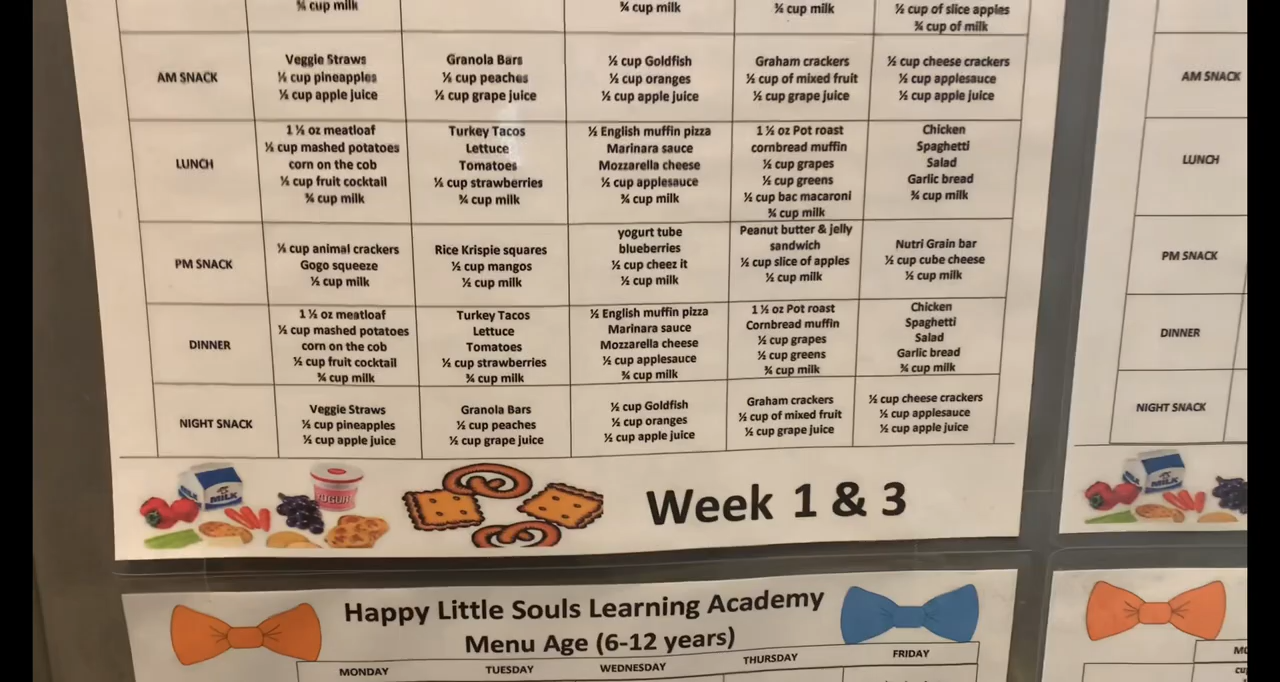 ¾ cup milk
¾ cup milk
¾ cup milk
½ cup of slice apples
¾ cup of milk
AM SNACK
Veggie Straws
½ cup pineapples
½ cup apple juice
Granola Bars
½ cup peaches
½ cup grape juice
½ cup Goldfish
½ cup oranges
½ cup apple juice
Graham crackers
½ cup of mixed fruit
½ cup grape juice
½ cup cheese crackers
½ cup applesauce
½ cup apple juice
LUNCH
1 ½ oz meatloaf
½ cup mashed potatoes
corn on the cob
½ cup fruit cocktail
¾ cup milk
Turkey Tacos
Lettuce
Tomatoes
½ cup strawberries
¾ cup milk
½ English muffin pizza
Marinara sauce
Mozzarella cheese
½ cup applesauce
¾ cup milk
1 ½ oz Pot roast
cornbread muffin
½ cup grapes
½ cup greens
½ cup bac macaroni
¾ cup milk
Chicken
Spaghetti
Salad
Garlic bread
¾ cup milk
PM SNACK
½ cup animal crackers
Gogo squeeze
½ cup milk
Rice Krispie squares
½ cup mangos
½ cup milk
yogurt tube
blueberries
½ cup cheez it
½ cup milk
Peanut butter & jelly
sandwich
½ cup slice of apples
½ cup milk
Nutri Grain bar
½ cup cube cheese
½ cup milk
DINNER
1 ½ oz meatloaf
½ cup mashed potatoes
corn on the cob
½ cup fruit cocktail
¾ cup milk
Turkey Tacos
Lettuce
Tomatoes
½ cup strawberries
¾ cup milk
½ English muffin pizza
Marinara sauce
Mozzarella cheese
½ cup applesauce
¾ cup milk
1 ½ oz Pot roast
Cornbread muffin
½ cup grapes
½ cup greens
¾ cup milk
Chicken
Spaghetti
Salad
Garlic bread
¾ cup milk
NIGHT SNACK
Veggie Straws
½ cup pineapples
½ cup apple juice
Granola Bars
½ cup peaches
½ cup grape juice
½ cup Goldfish
½ cup oranges
½ cup apple juice
Graham crackers
½ cup of mixed fruit
½ cup grape juice
½ cup cheese crackers
½ cup applesauce
½ cup apple juice
MILK
YOGURT
Week 1 & 3
AM SNACK
LUNCH
PM SNACK
DINNER
NIGHT SNACK
MILK
Happy Little Souls Learning Academy
Menu Age (6-12 years)
MONDAY
TUESDAY
WEDNESDAY
THURSDAY
FRIDAY